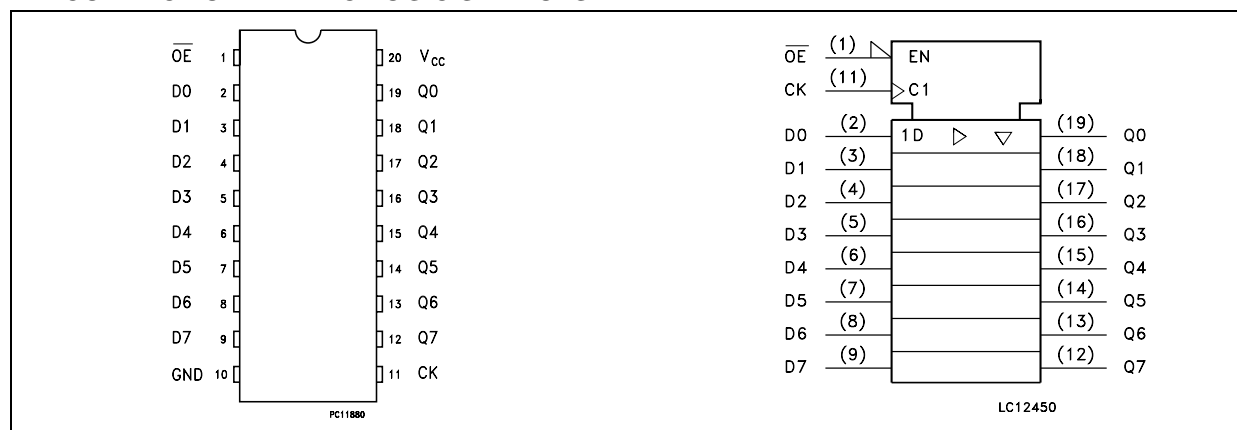 OE 1 20 VCC
D0 2 19 Q0
D1 3 18 Q1
D2 4 17 Q2
D3 5 16 Q3
D4 6 15 Q4
D5 7 14 Q5
D6 8 13 Q6
D7 9 12 Q7
GND 10 11 CK
PC11880
OE (1) EN
CK (11) C1
D0 (2) 1D (19) Q0
D1 (3) (18) Q1
D2 (4) (17) Q2
D3 (5) (16) Q3
D4 (6) (15) Q4
D5 (7) (14) Q5
D6 (8) (13) Q6
D7 (9) (12) Q7
LC12450